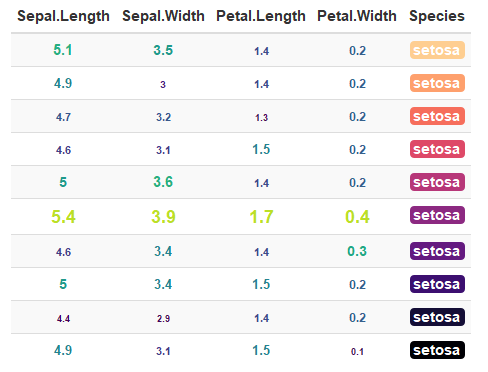 Sepal.Length Sepal.Width Petal.Length Petal.Width Species
5.1 3.5 1.4 0.2 setosa
4.9 3 1.4 0.2 setosa
4.7 3.2 1.3 0.2 setosa
4.6 3.1 1.5 0.2 setosa
5 3.6 1.4 0.2 setosa
5.4 3.9 1.7 0.4 setosa
4.6 3.4 1.4 0.3 setosa
5 3.4 1.5 0.2 setosa
4.4 2.9 1.4 0.2 setosa
4.9 3.1 1.5 0.1 setosa